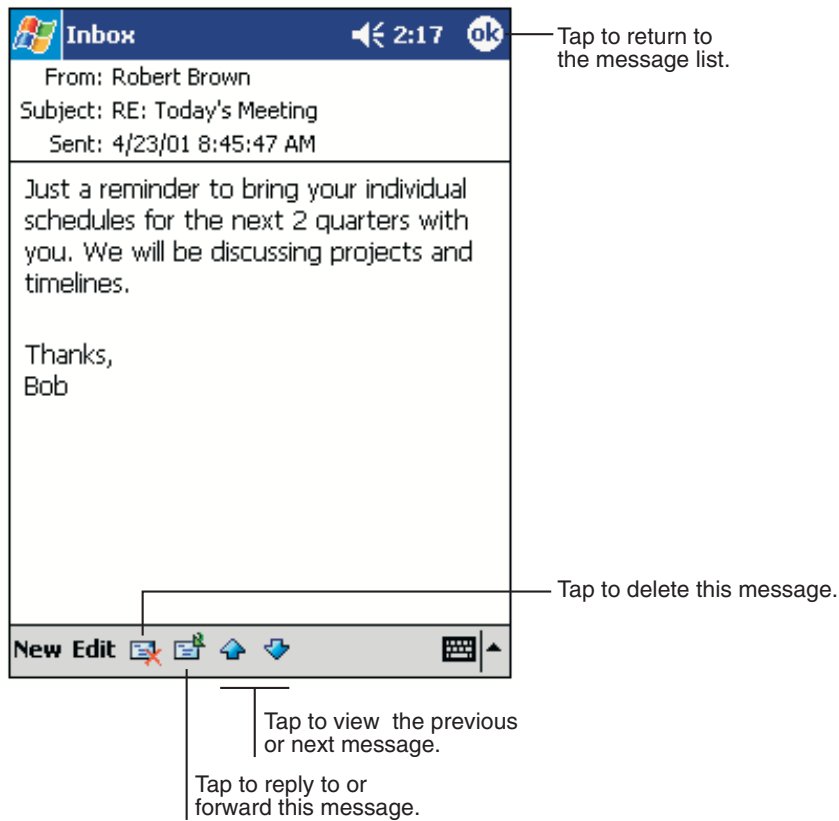 Inbox 2:17 ok
Tap to return to
the message list.
From: Robert Brown
Subject: RE: Today's Meeting
Sent: 4/23/01 8:45:47 AM
Just a reminder to bring your individual
schedules for the next 2 quarters with
you. We will be discussing projects and
timelines.
Thanks,
Bob
Tap to delete this message.
New Edit
Tap to view the previous
or next message.
Tap to reply to or
forward this message.